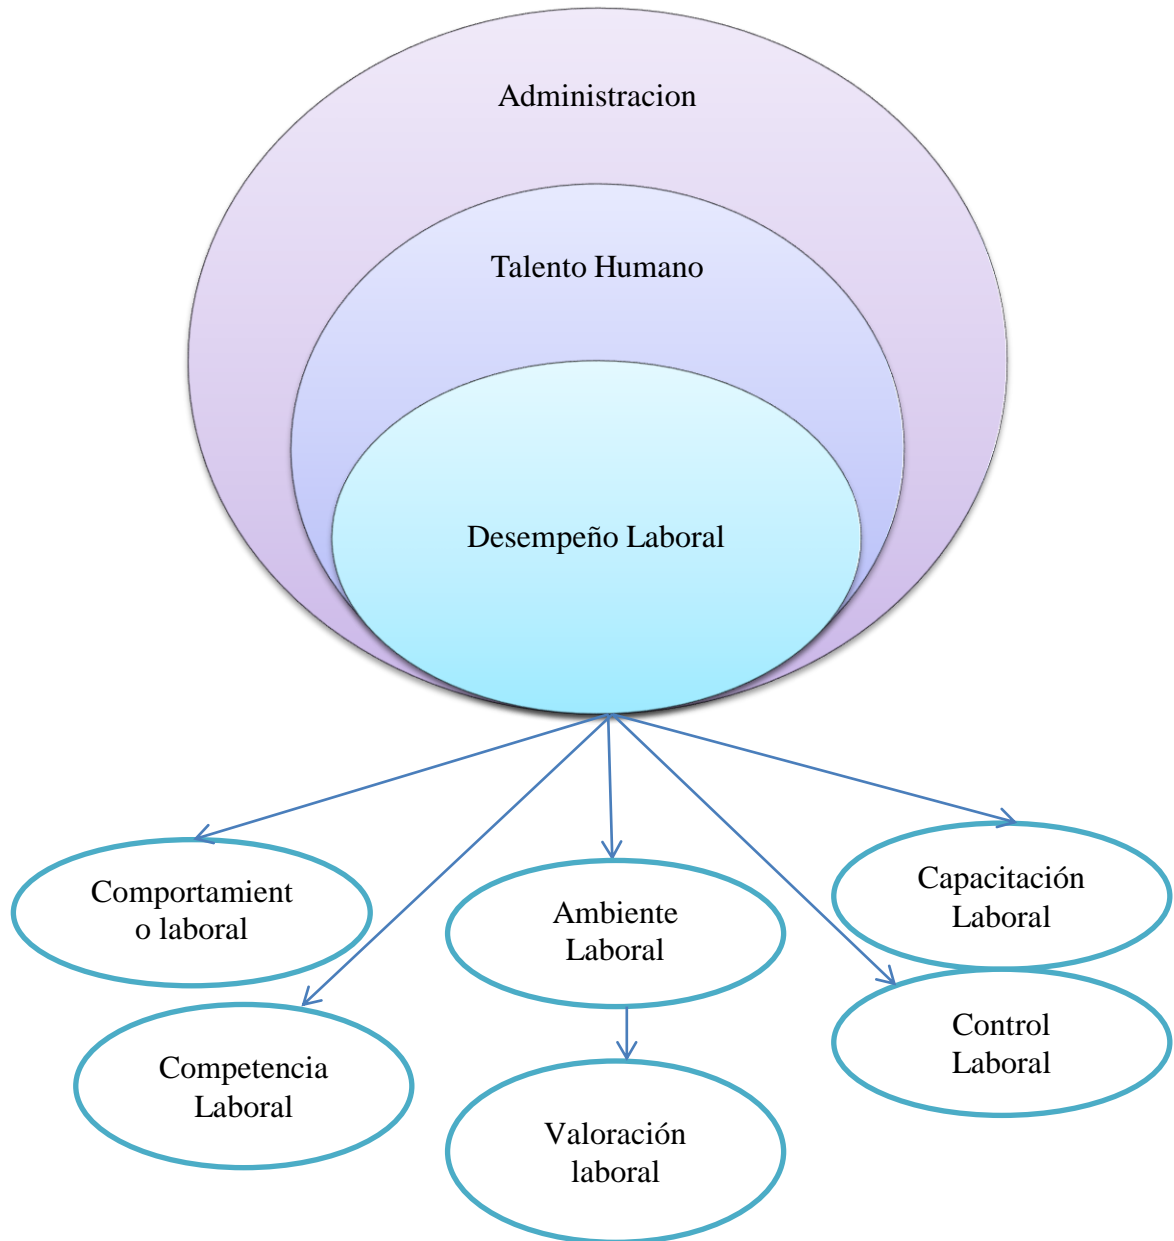 Administracion
Talento Humano
Desempeño Laboral
Comportamient
o laboral
Ambiente
Laboral
Capacitación
Laboral
Competencia
Laboral
Valoración
laboral
Control
Laboral